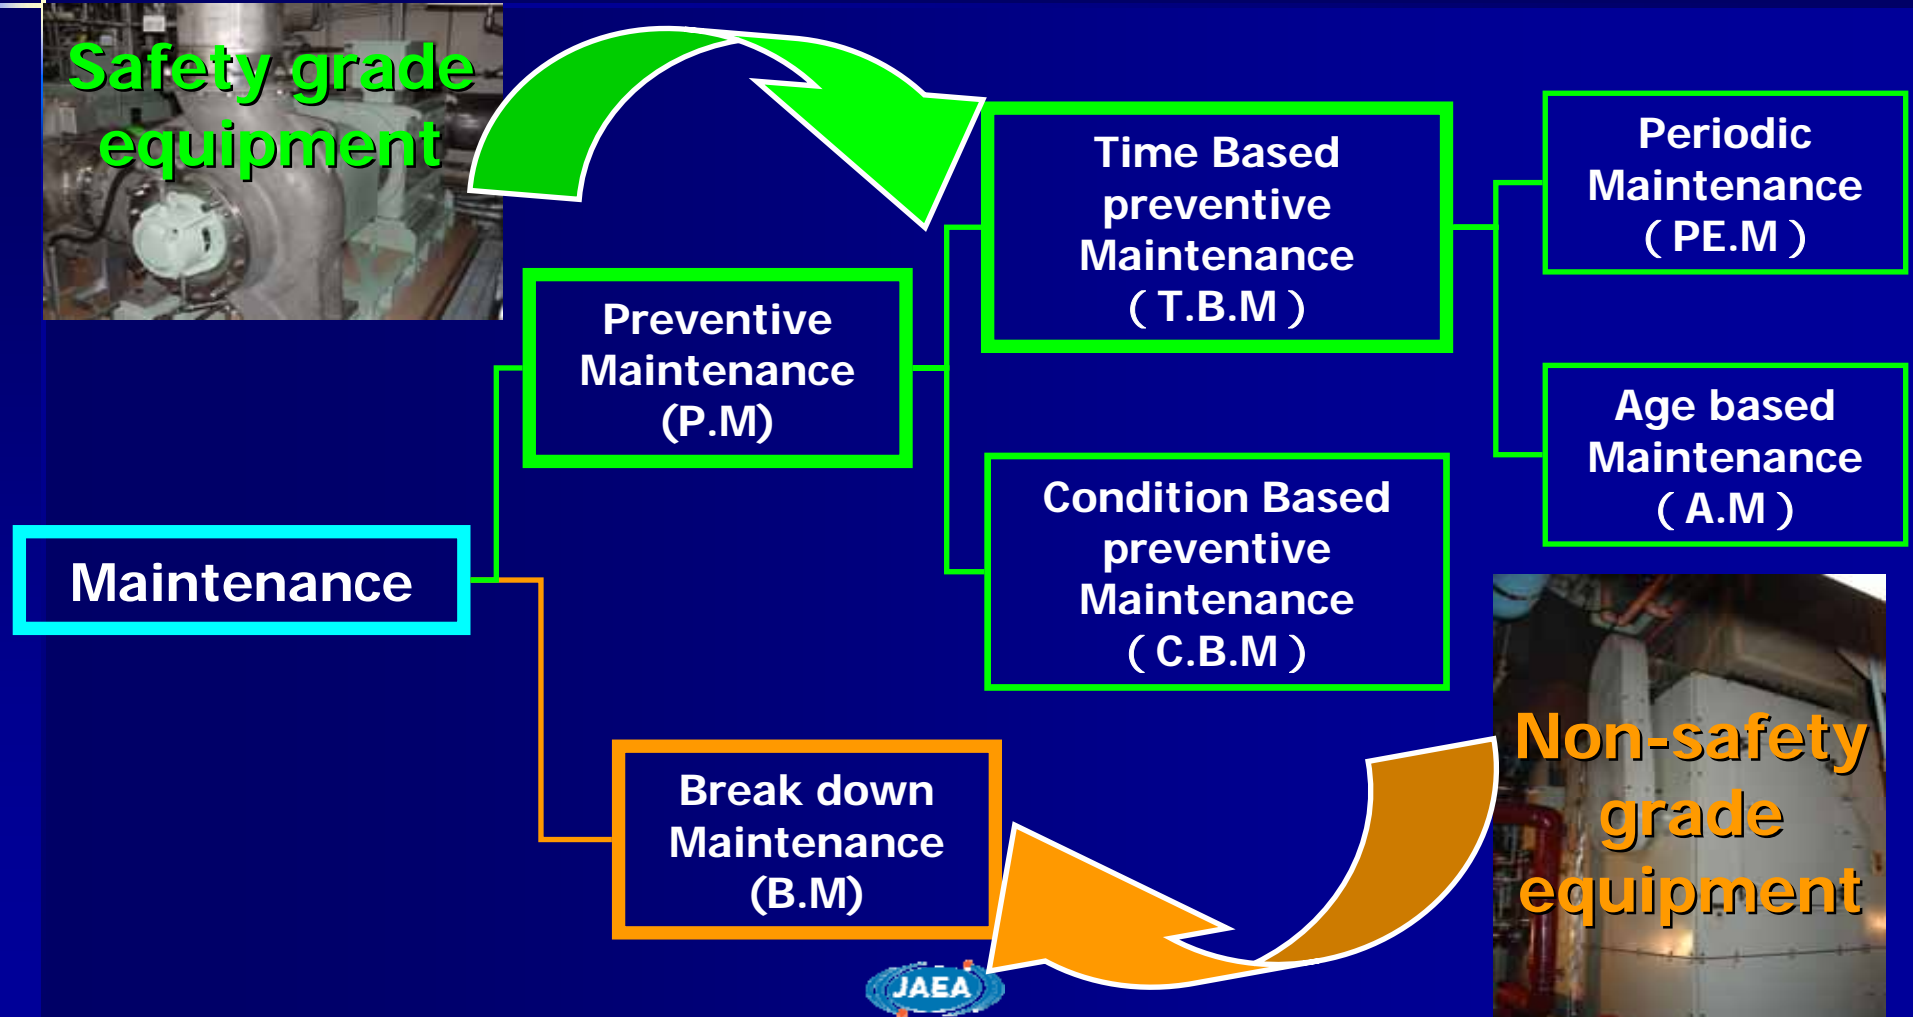 Safety grade
equipment
Time Based
preventive
Maintenance
( T.B.M )
Periodic
Maintenance
( PE.M )
Preventive
Maintenance
(P.M)
Age based
Maintenance
( A.M )
Condition Based
preventive
Maintenance
( C.B.M )
Maintenance
Non-safety
grade
equipment
Break down
Maintenance
(B.M)
JAEA